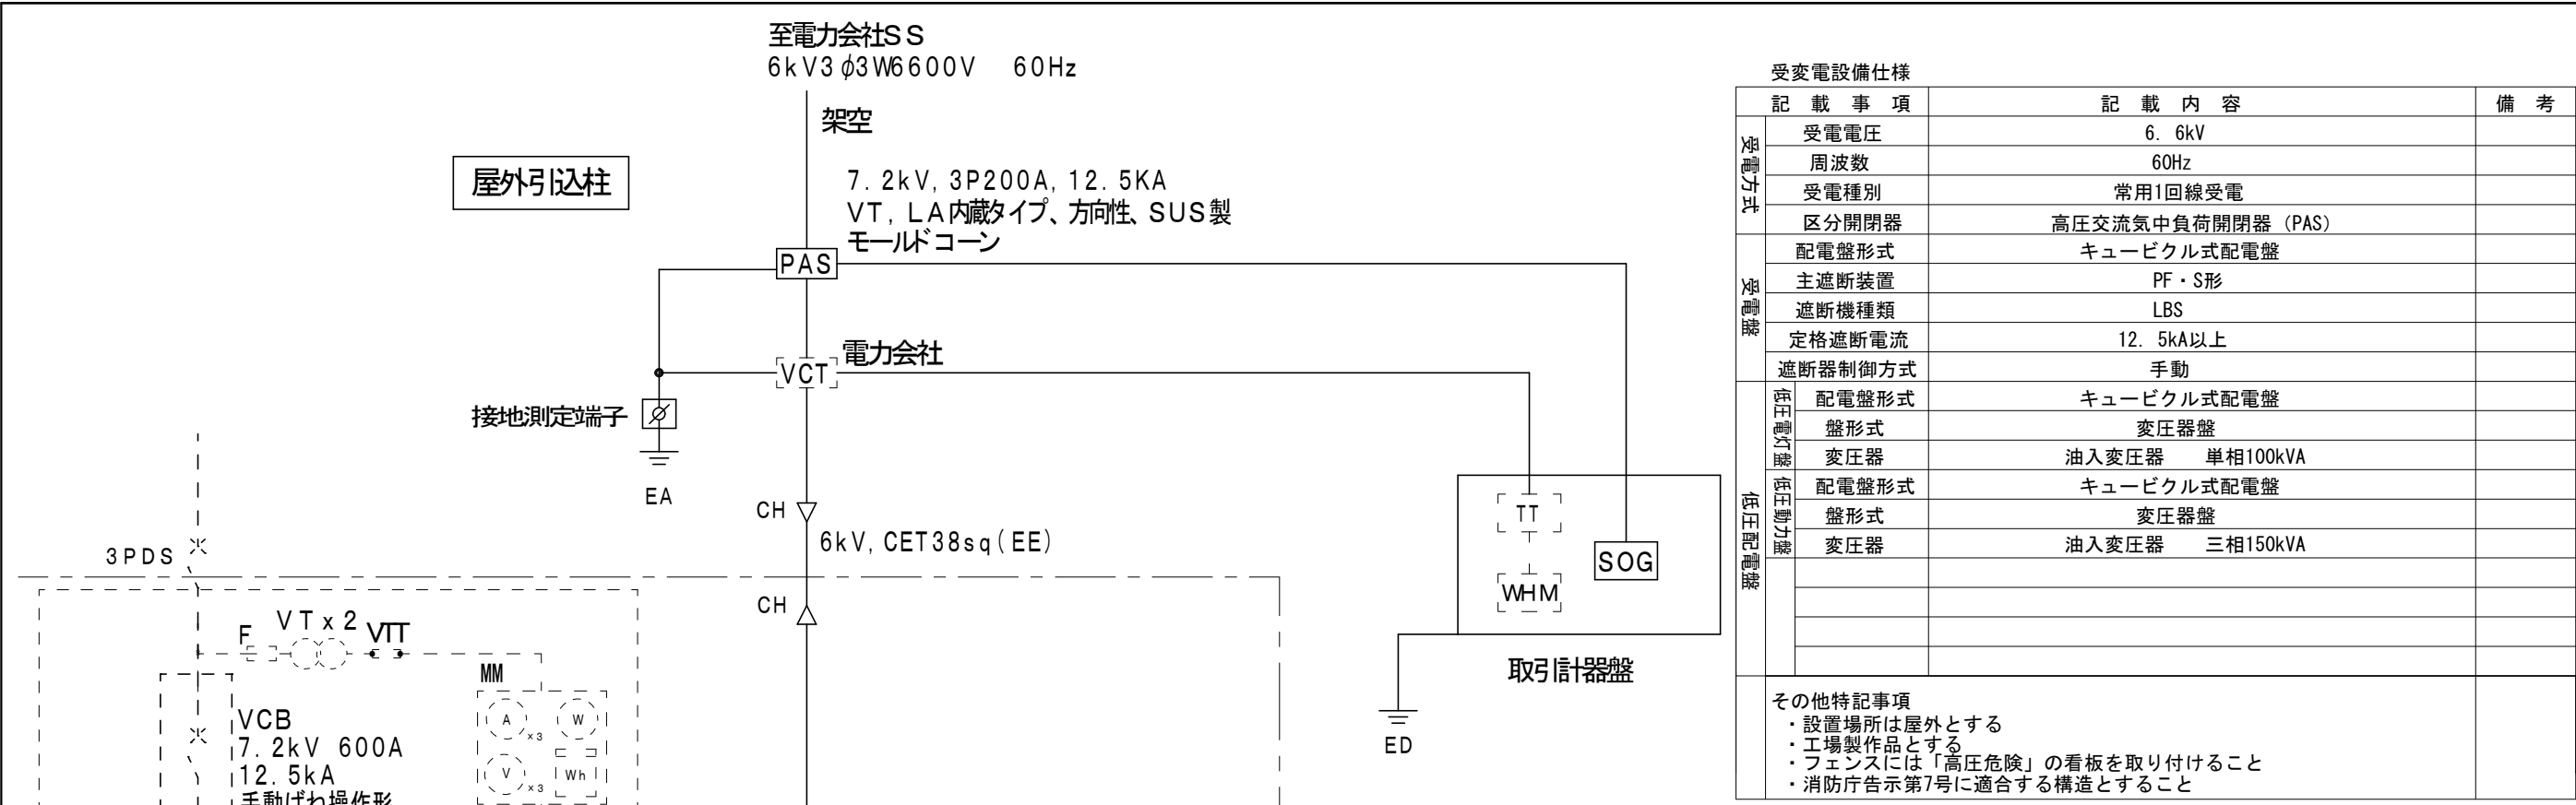 至電力会社SS
6kV3φ3W6600V 60Hz
架空
屋外引込柱
7.2kV,3P200A,12.5KA
VT,LA内蔵タイプ、方向性、SUS製
モールドコーン
PAS
電力会社
VCT
接地測定端子
EA
CH
6kV,CET38sq(EE)
CH
TT
WHM
SOG
取引計器盤
ED
3PDS
F
VTx2
VTT
MM
A
×3
W
V
×3
Wh
VCB
7.2kV 600A
12.5kA
手動ばね操作形
受変電設備仕様
記載事項 記載内容 備考
受電方式
受電電圧 6.6kV
周波数 60Hz
受電種別 常用1回線受電
区分開閉器 高圧交流気中負荷開閉器(PAS)
受電盤
配電盤形式 キュービクル式配電盤
主遮断装置 PF・S形
遮断機種類 LBS
定格遮断電流 12.5kA以上
遮断器制御方式 手動
低圧配電盤
低圧電灯盤
配電盤形式 キュービクル式配電盤
盤形式 変圧器盤
変圧器 油入変圧器 単相100kVA
低圧動力盤
配電盤形式 キュービクル式配電盤
盤形式 変圧器盤
変圧器 油入変圧器 三相150kVA
その他特記事項
・設置場所は屋外とする
・工場製作品とする
・フェンスには「高圧危険」の看板を取り付けること
・消防庁告示第7号に適合する構造とすること